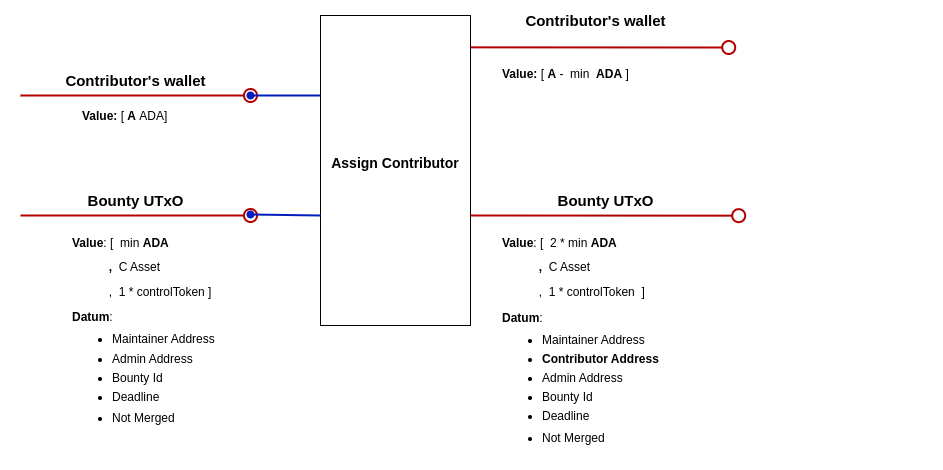 Contributor's wallet
Value: [ A ADA]
Bounty UTxO
Value: [ min ADA
, C Asset
, 1 * controlToken ]
Datum:
• Maintainer Address
• Admin Address
• Bounty Id
• Deadline
• Not Merged
Assign Contributor
Contributor's wallet
Value: [ A - min ADA ]
Bounty UTxO
Value: [ 2 * min ADA
, C Asset
, 1 * controlToken ]
Datum:
• Maintainer Address
• Contributor Address
• Admin Address
• Bounty Id
• Deadline
• Not Merged